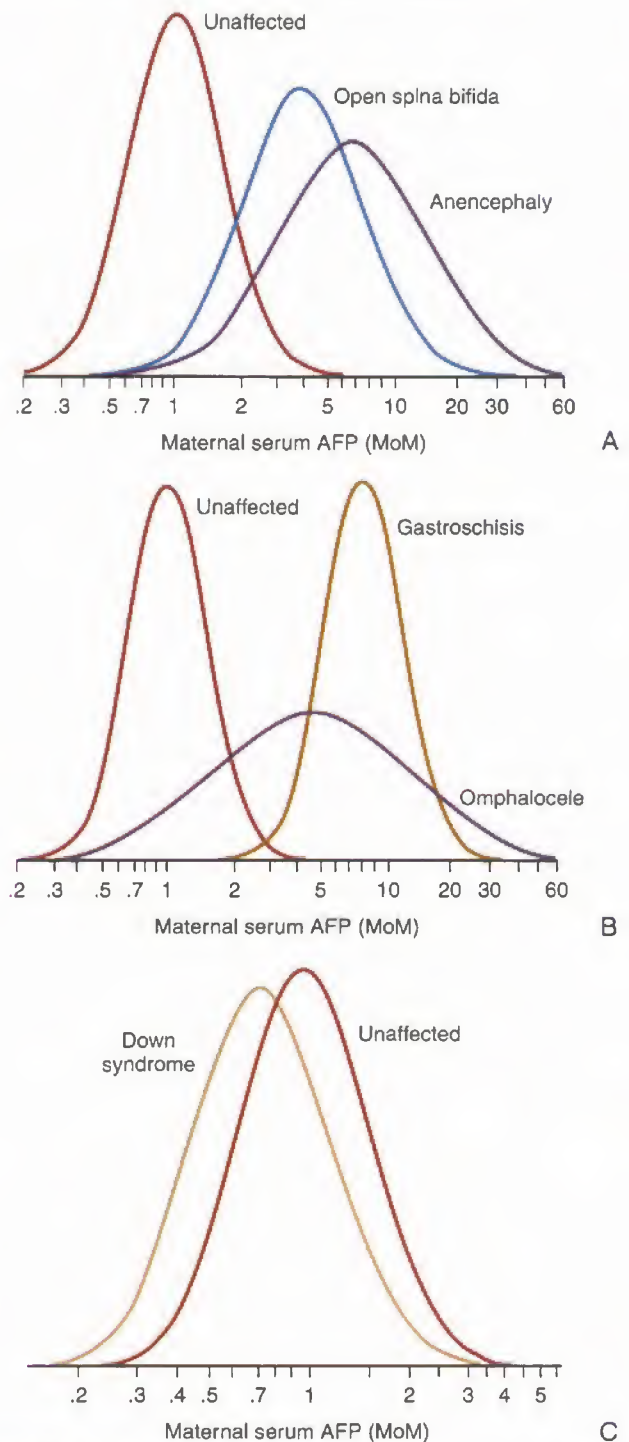 Unaffected
Open spina bifida
Anencephaly
.2 .3 .5 .7 1 2 5 10 20 30 60
Maternal serum AFP (MoM)
A
Unaffected
Gastroschisis
Omphalocele
.2 .3 .5 .7 1 2 5 10 20 30 60
Maternal serum AFP (MoM)
B
Down
syndrome
Unaffected
.2 .3 .4 .5 .7 1 2 3 4 5
Maternal serum AFP (MoM)
C